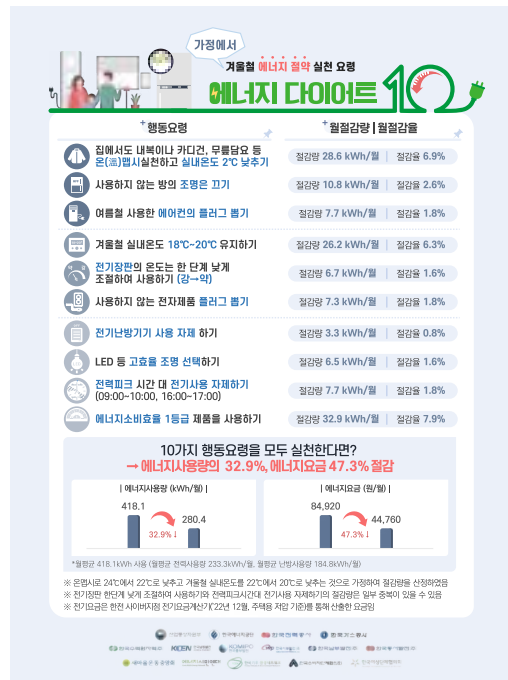 가정에서
겨울철 에너지 절약 실천 요령
에너지 다이어트 10
행동요령
월절감량 | 월절감율
집에서도 내복이나 카디건, 무릎담요 등
온(溫)맵시실천하고 실내온도 2℃ 낮추기
절감량 28.6 kWh/월 | 절감율 6.9%
사용하지 않는 방의 조명은 끄기
절감량 10.8 kWh/월 | 절감율 2.6%
여름철 사용한 에어컨의 플러그 뽑기
절감량 7.7 kWh/월 | 절감율 1.8%
겨울철 실내온도 18℃~20℃ 유지하기
절감량 26.2 kWh/월 | 절감율 6.3%
전기장판의 온도는 한 단계 낮게
조절하여 사용하기 (강→약)
절감량 6.7 kWh/월 | 절감율 1.6%
사용하지 않는 전자제품 플러그 뽑기
절감량 7.3 kWh/월 | 절감율 1.8%
전기난방기기 사용 자제 하기
절감량 3.3 kWh/월 | 절감율 0.8%
LED 등 고효율 조명 선택하기
절감량 6.5 kWh/월 | 절감율 1.6%
전력피크 시간 대 전기사용 자제하기
(09:00~10:00, 16:00~17:00)
절감량 7.7 kWh/월 | 절감율 1.8%
에너지소비효율 1등급 제품을 사용하기
절감량 32.9 kWh/월 | 절감율 7.9%
10가지 행동요령을 모두 실천한다면?
→ 에너지사용량의 32.9%, 에너지요금 47.3% 절감
| 에너지사용량 (kWh/월) |
418.1
280.4
32.9%↓
| 에너지요금 (원/월) |
84,920
44,760
47.3%↓
*월평균 418.1kWh 사용 (월평균 전력사용량 233.3kWh/월, 월평균 난방사용량 184.8kWh/월)
※ 온맵시로 24℃에서 22℃로 낮추고 겨울철 실내온도를 22℃에서 20℃로 낮추는 것으로 가정하여 절감량을 산정하였음
※ 전기장판 한단계 낮게 조절하여 사용하기와 전력피크시간대 전기사용 자제하기의 절감량은 일부 중복이 있을 수 있음
※ 전기요금은 한전 사이버지점 전기요금계산기('22년 12월, 주택용 저압 기준)를 통해 산출한 요금임
산업통상자원부
한국에너지공단
한국전력공사
한국가스공사